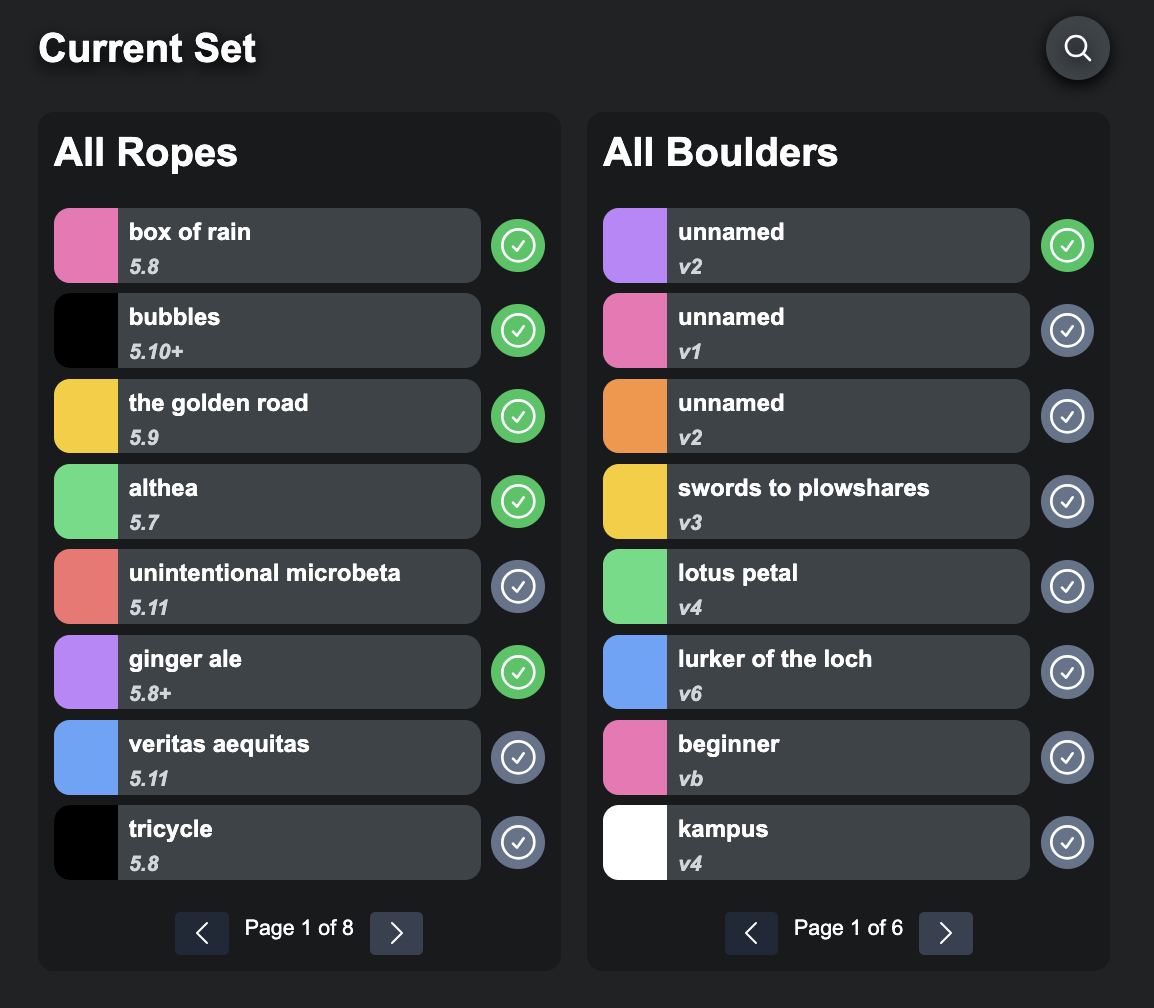 Current Set
All Ropes
box of rain
5.8
bubbles
5.10+
the golden road
5.9
althea
5.7
unintentional microbeta
5.11
ginger ale
5.8+
veritas aequitas
5.11
tricycle
5.8
Page 1 of 8
All Boulders
unnamed
v2
unnamed
v1
unnamed
v2
swords to plowshares
v3
lotus petal
v4
lurker of the loch
v6
beginner
vb
kampus
v4
Page 1 of 6